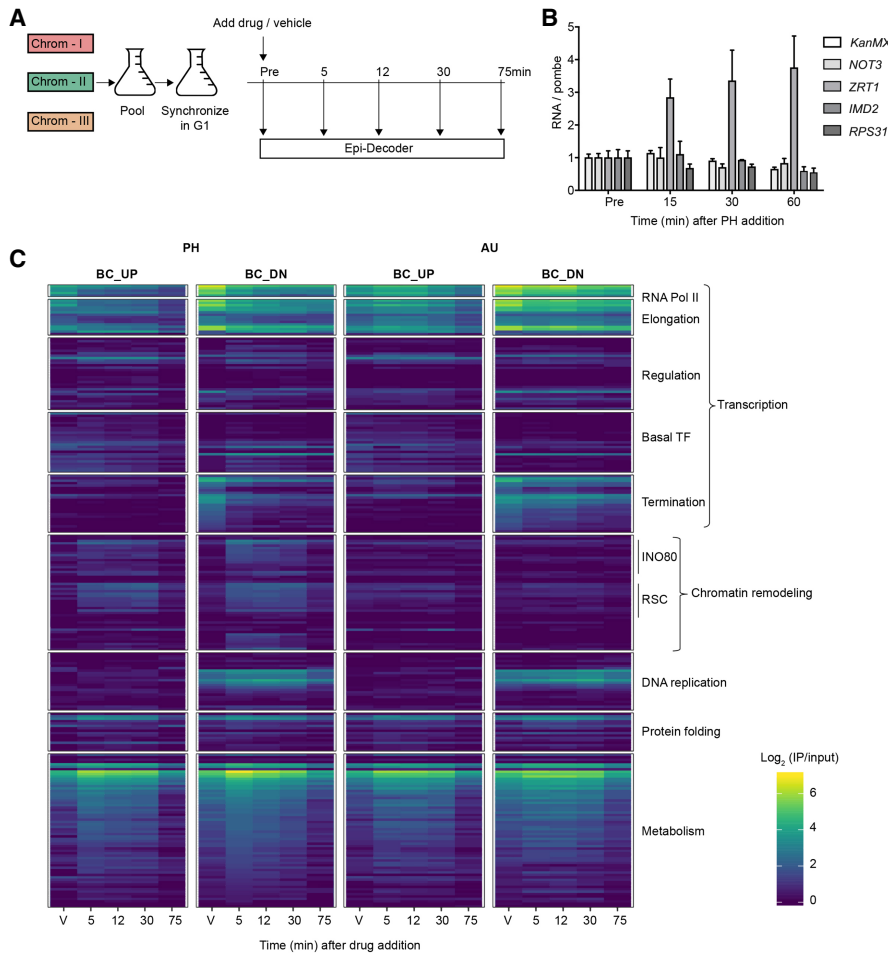 A
Add drug / vehicle
Chrom - I
Chrom - II
Chrom - III
Pool
Synchronize
in G1
Pre
5
12
30
75min
Epi-Decoder
B
RNA / pombe
5
4
3
2
1
0
Pre
15
30
60
Time (min) after PH addition
KanMX
NOT3
ZRT1
IMD2
RPS31
C
PH
AU
BC_UP
BC_DN
BC_UP
BC_DN
RNA Pol II
Elongation
Regulation
Basal TF
Termination
Transcription
INO80
RSC
Chromatin remodeling
DNA replication
Protein folding
Metabolism
Log2 (IP/input)
6
4
2
0
V 5 12 30 75
V 5 12 30 75
V 5 12 30 75
V 5 12 30 75
Time (min) after drug addition